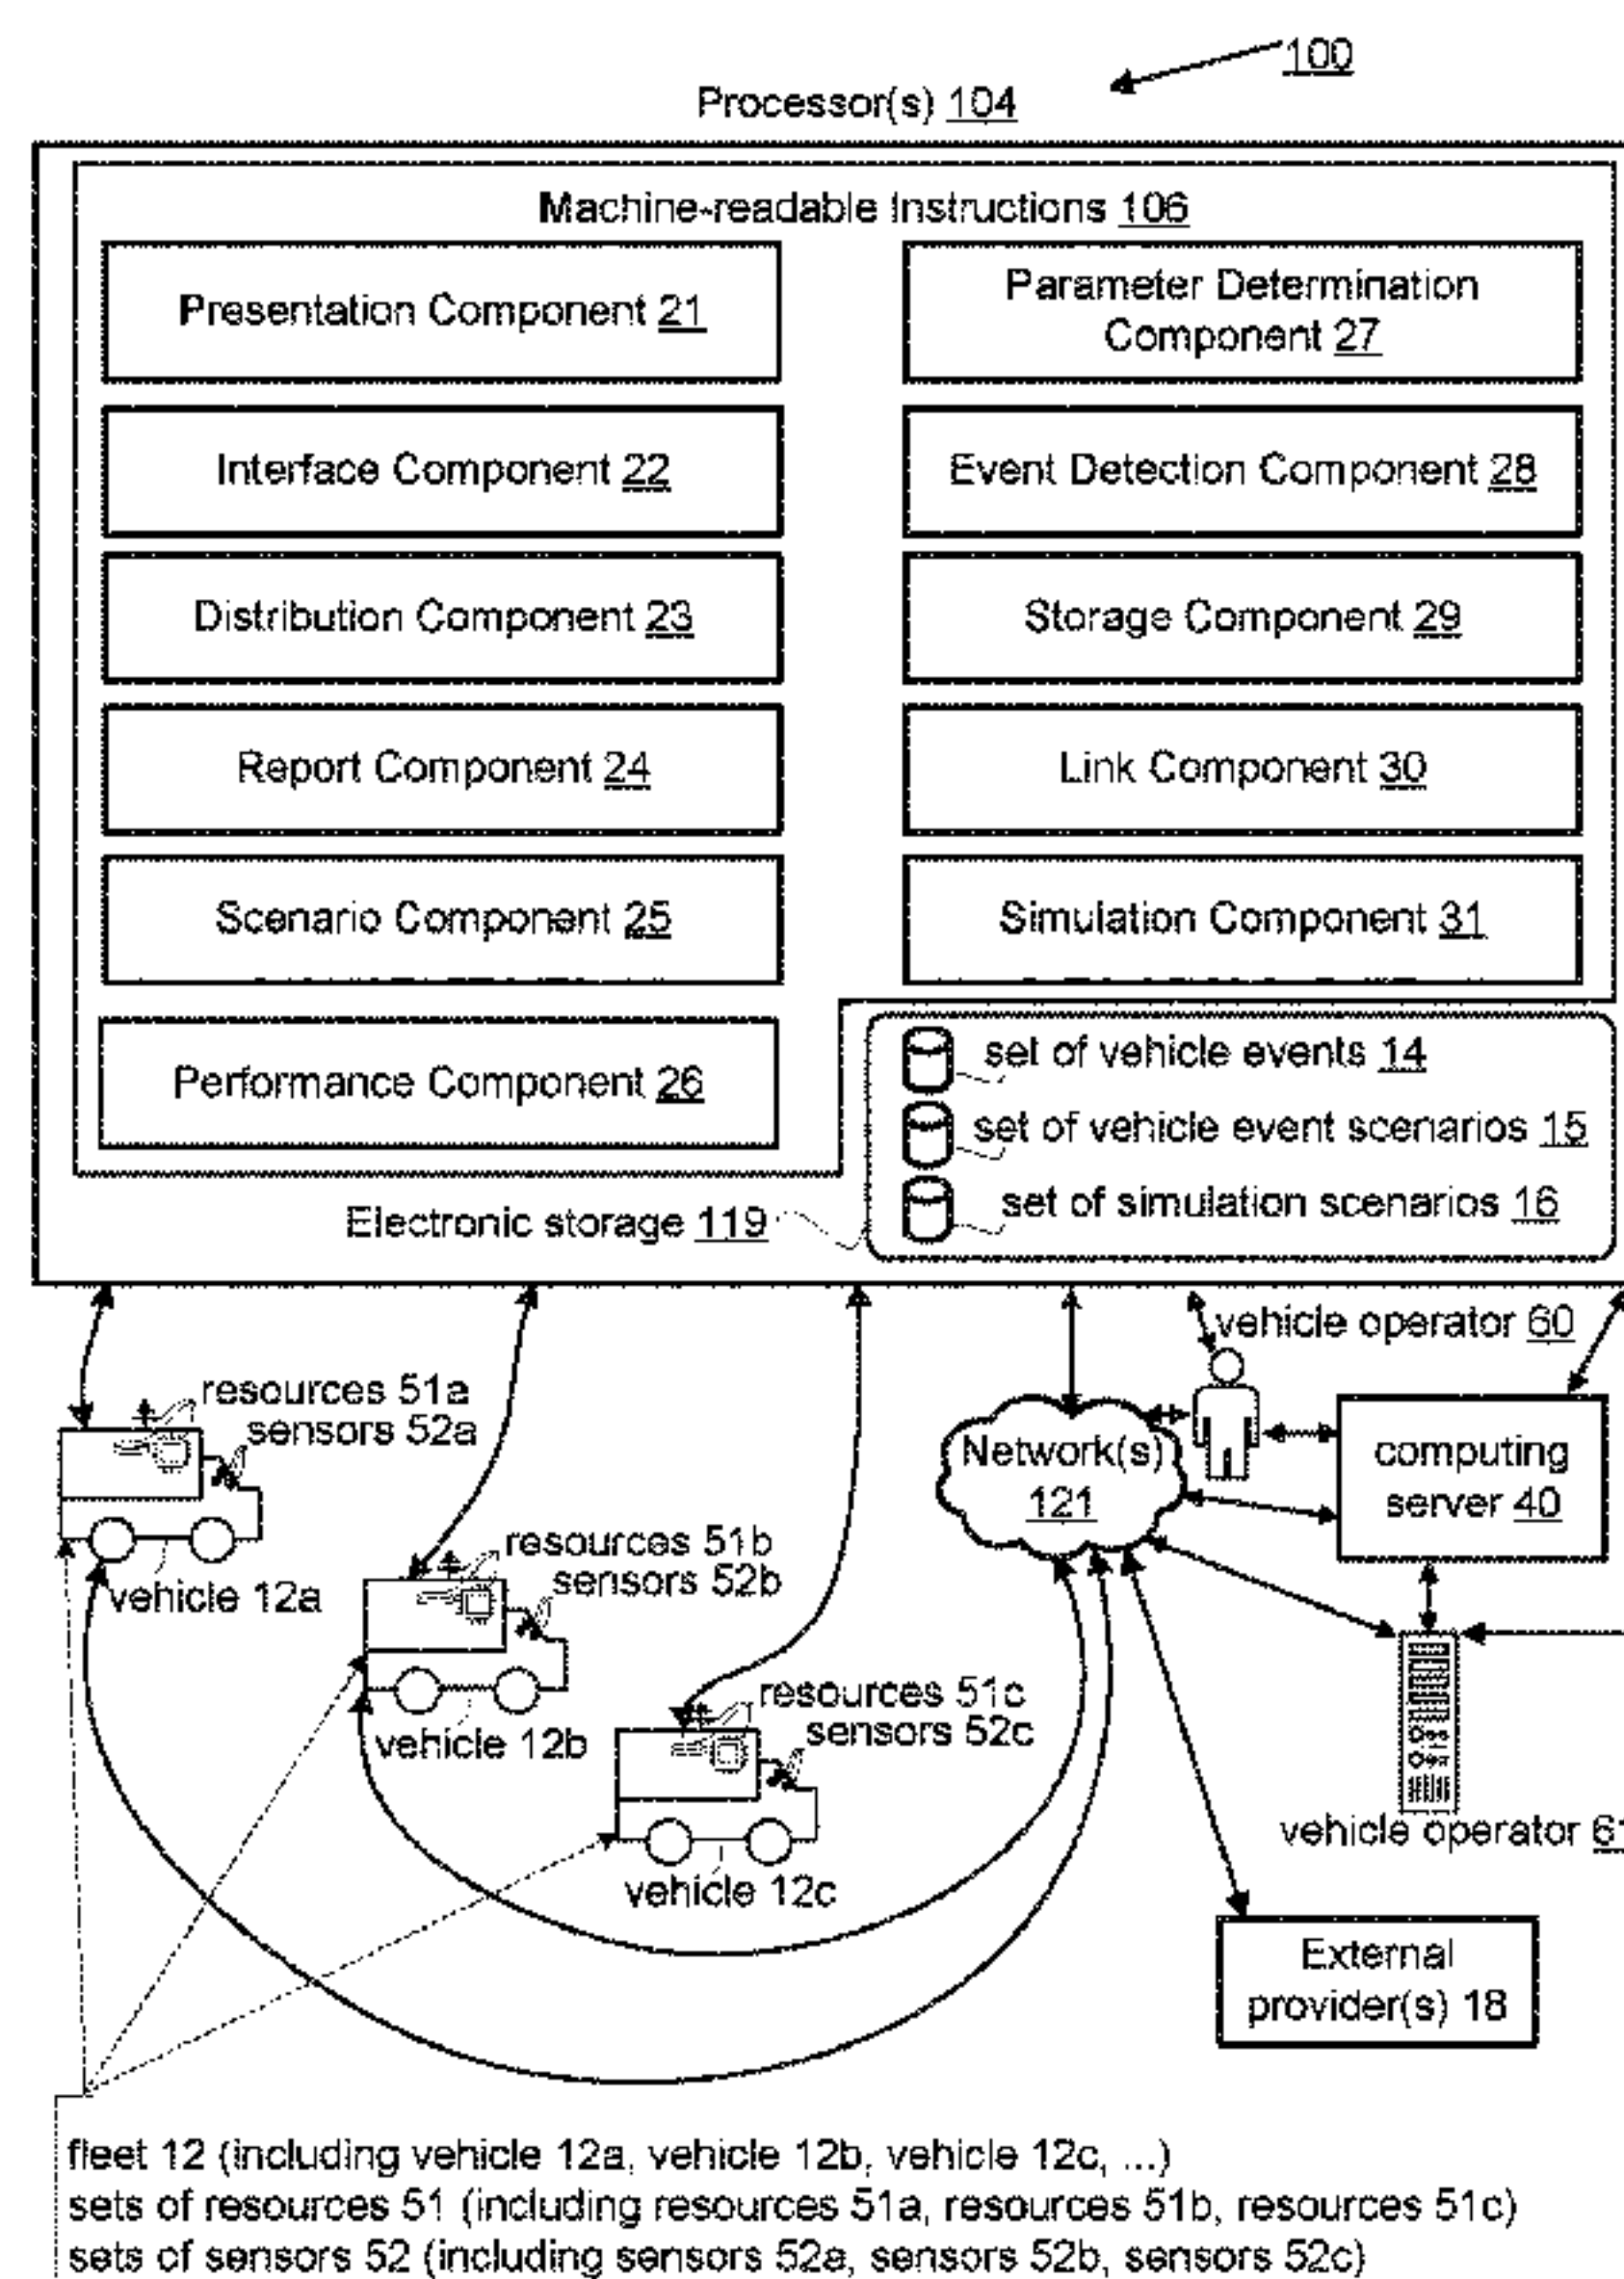 100
Processor(s) 104
Machine-readable Instructions 106
Presentation Component 21
Parameter Determination
Component 27
Interface Component 22
Event Detection Component 28
Distribution Component 23
Storage Component 29
Report Component 24
Link Component 30
Scenario Component 25
Simulation Component 31
Performance Component 26
set of vehicle events 14
set of vehicle event scenarios 15
set of simulation scenarios 16
Electronic storage 119
vehicle operator 60
resources 51a
sensors 52a
vehicle 12a
Network(s)
121
computing
server 40
resources 51b
sensors 52b
vehicle 12b
resources 51c
sensors 52c
vehicle 12c
vehicle operator 61
External
provider(s) 18
fleet 12 (including vehicle 12a, vehicle 12b, vehicle 12c, ...)
sets of resources 51 (including resources 51a, resources 51b, resources 51c)
sets of sensors 52 (including sensors 52a, sensors 52b, sensors 52c)